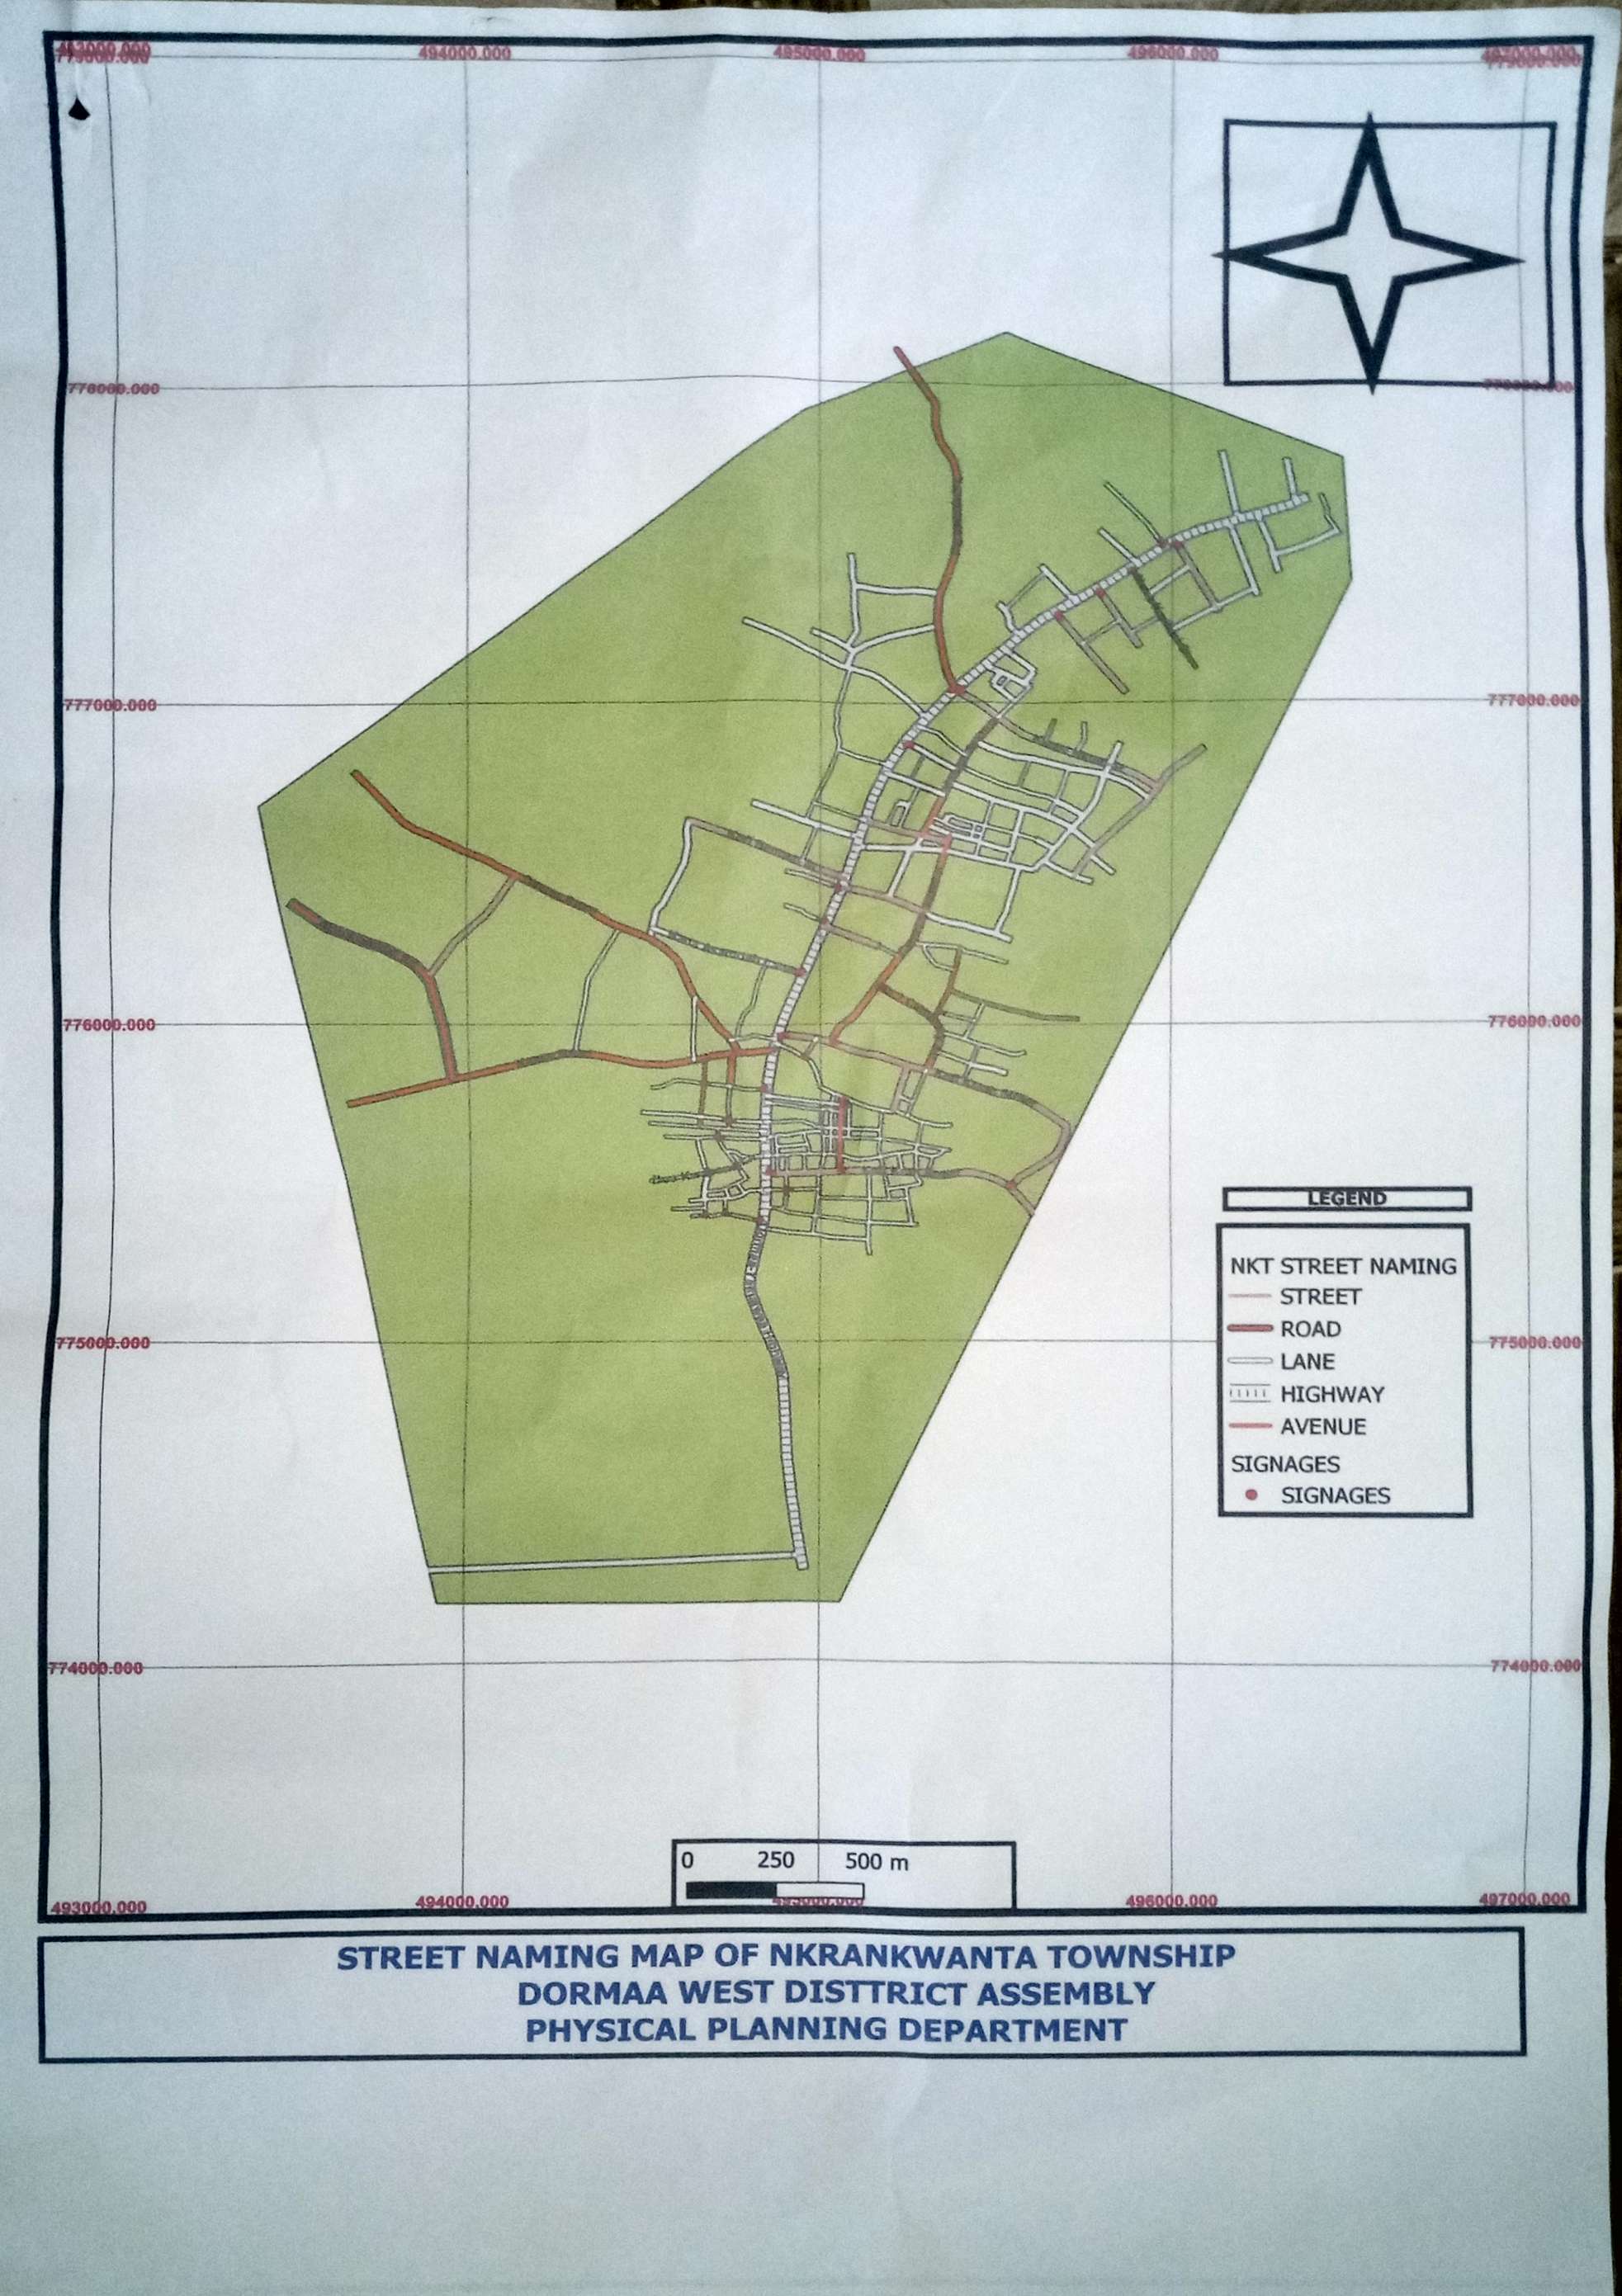 493000.000
779000.000
494000.000
495000.000
496000.000
497000.000
779000.000
778000.000
778000.000
777000.000
777000.000
776000.000
776000.000
LEGEND
NKT STREET NAMING
STREET
ROAD
LANE
HIGHWAY
AVENUE
SIGNAGES
SIGNAGES
775000.000
775000.000
774000.000
774000.000
0 250 500 m
493000.000
494000.000
495000.000
496000.000
497000.000
STREET NAMING MAP OF NKRANKWANTA TOWNSHIP
DORMAA WEST DISTTRICT ASSEMBLY
PHYSICAL PLANNING DEPARTMENT